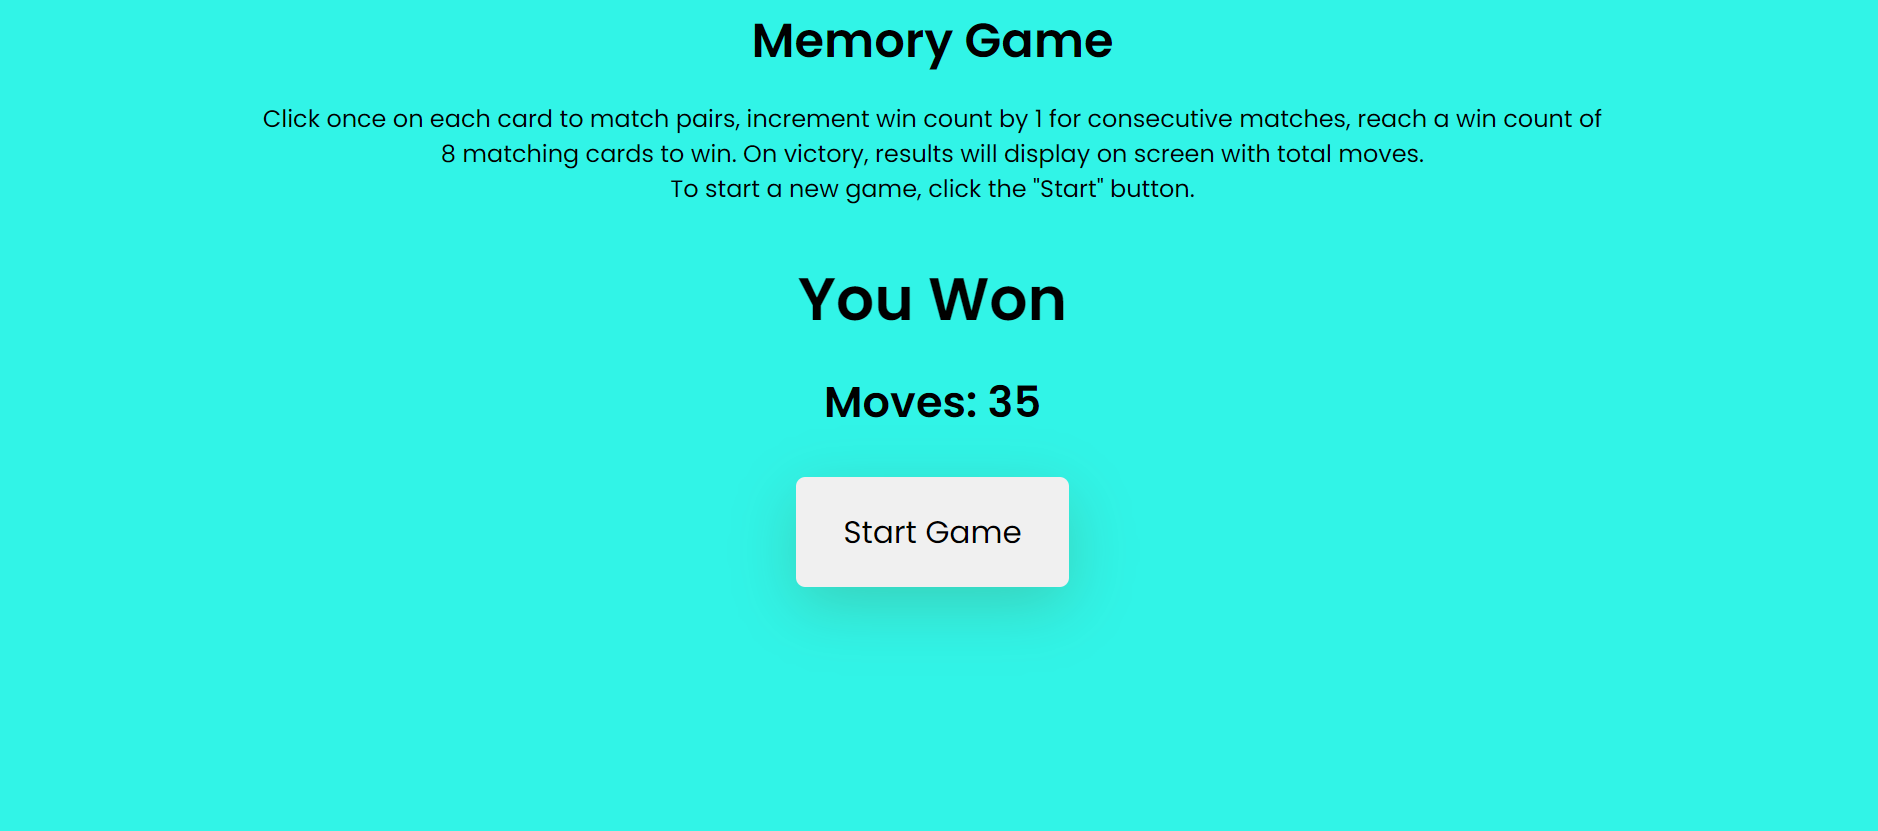 Memory Game
Click once on each card to match pairs, increment win count by 1 for consecutive matches, reach a win count of
8 matching cards to win. On victory, results will display on screen with total moves.
To start a new game, click the "Start" button.
You Won
Moves: 35
Start Game